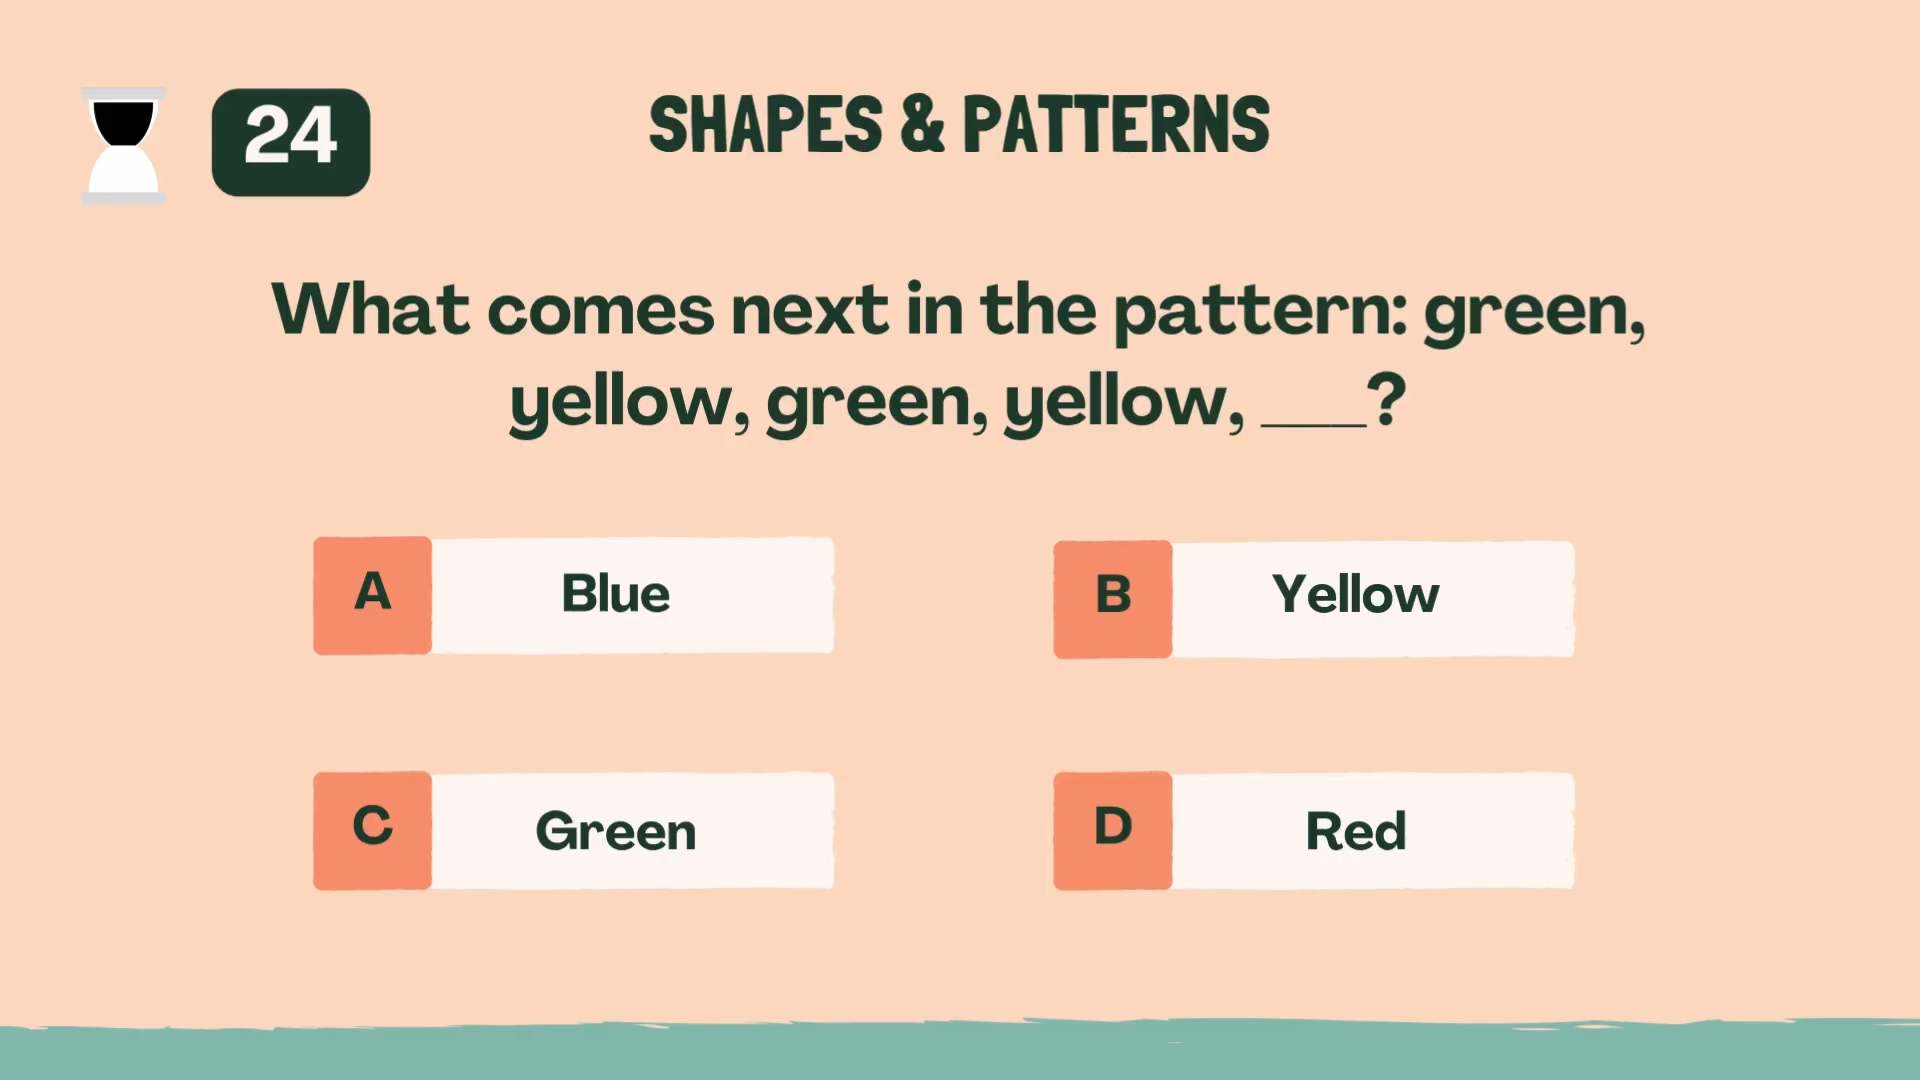 24
SHAPES & PATTERNS
What comes next in the pattern: green,
yellow, green, yellow, ___?
A Blue
B Yellow
C Green
D Red